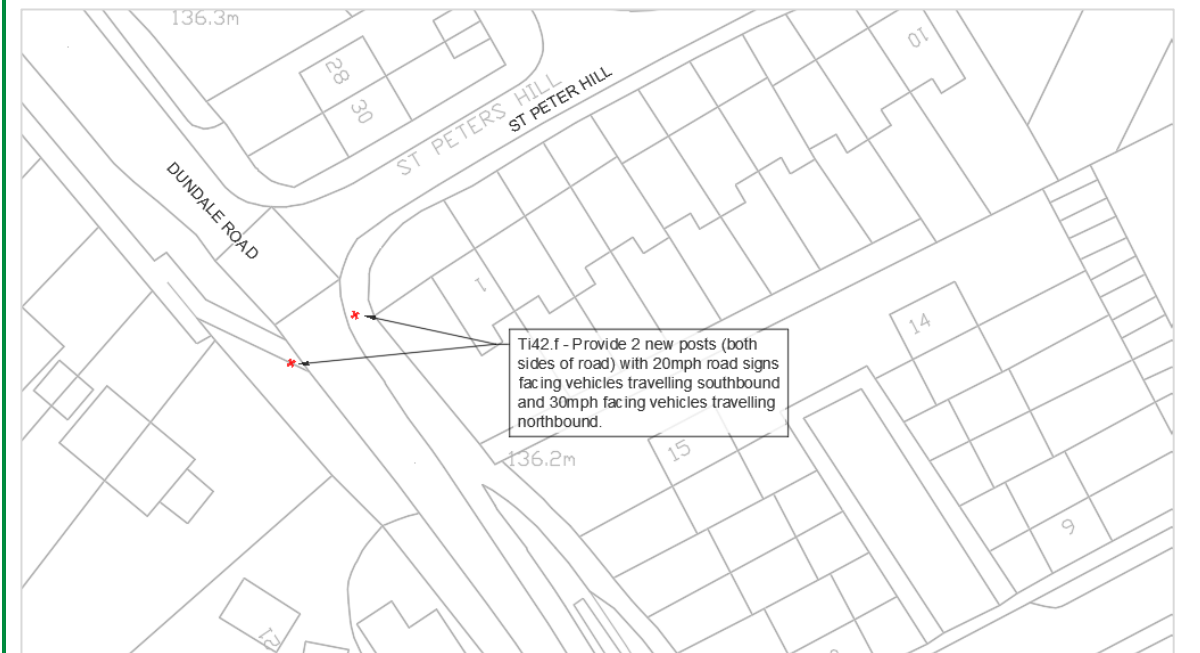 136.3m
28
30
10
ST PETERS HILL
ST PETER HILL
DUNDALE ROAD
1
14
Ti42.f - Provide 2 new posts (both
sides of road) with 20mph road signs
facing vehicles travelling southbound
and 30mph facing vehicles travelling
northbound.
136.2m
15
9
21